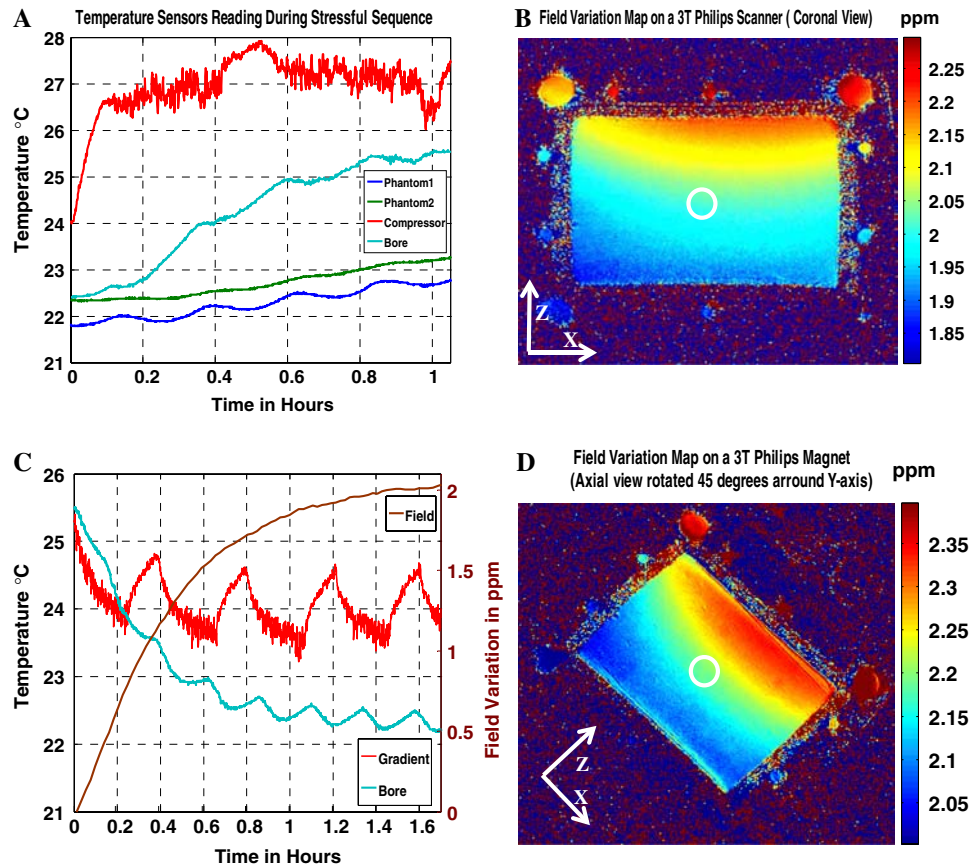 A
Temperature Sensors Reading During Stressful Sequence
Temperature °C
28
27
26
25
24
23
22
21
Phantom1
Phantom2
Compressor
Bore
0
0.2
0.4
0.6
0.8
1
Time in Hours
B
Field Variation Map on a 3T Philips Scanner ( Coronal View)
ppm
2.25
2.2
2.15
2.1
2.05
2
1.95
1.9
1.85
Z
X
C
Temperature °C
26
25
24
23
22
21
Field
Gradient
Bore
2
1.5
1
0.5
0
Field Variation in ppm
0
0.2
0.4
0.6
0.8
1
1.2
1.4
1.6
Time in Hours
D
Field Variation Map on a 3T Philips Magnet
(Axial view rotated 45 degrees arround Y-axis)
ppm
2.35
2.3
2.25
2.2
2.15
2.1
2.05
Z
X